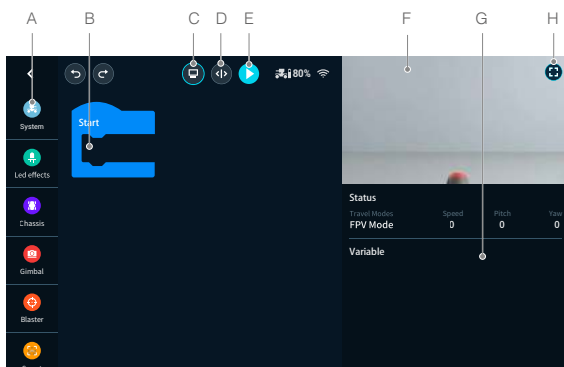 A B C D E F G H
80%
System
Start
Led effects
Chassis
Gimbal
Blaster
Status
Travel Modes Speed Pitch Yaw
FPV Mode 0 0 0
Variable